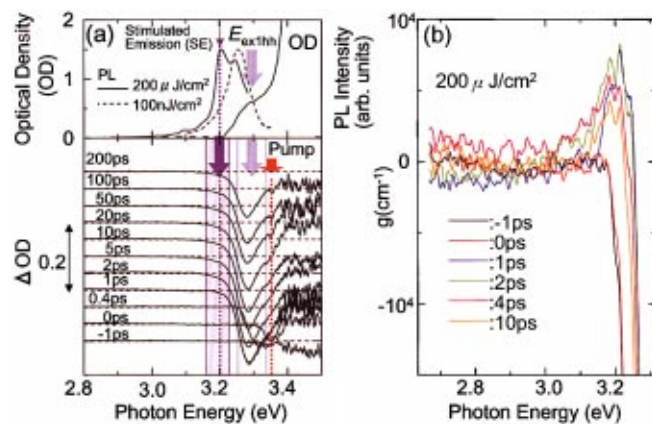 (a)
Stimulated
Emission (SE)
E ex1hh
OD
PL
200 μ J/cm²
100nJ/cm²
Optical Density
(OD)
2
1
0
Pump
200ps
100ps
50ps
20ps
10ps
5ps
2ps
1ps
0.4ps
0ps
-1ps
Δ OD
0.2
2.8
3.0
3.2
3.4
Photon Energy (eV)
(b)
PL Intensity
(arb. units)
g(cm⁻¹)
10⁴
0
-10⁴
200 μ J/cm²
:-1ps
:0ps
:1ps
:2ps
:4ps
:10ps
2.8
3.0
3.2
Photon Energy (eV)